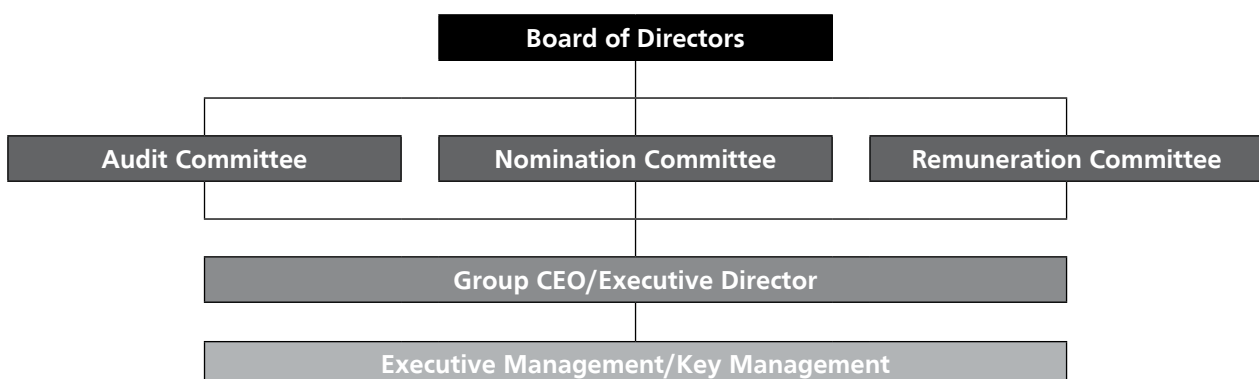 Board of Directors
Audit Committee
Nomination Committee
Remuneration Committee
Group CEO/Executive Director
Executive Management/Key Management